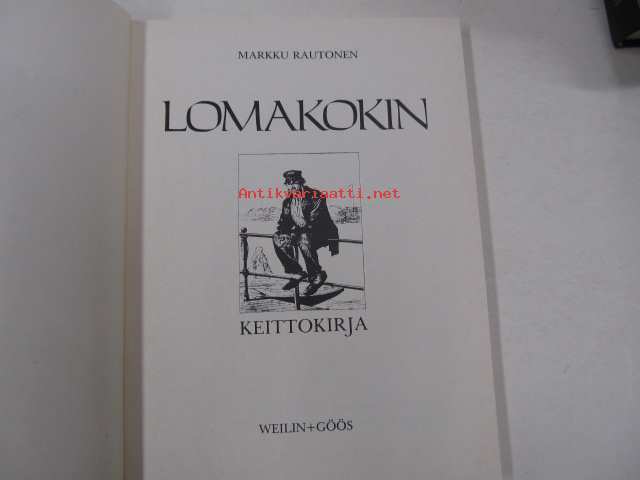 MARKKU RAUTONEN
LOMAKOKIN
Antikvariaatti.net
KEITTOKIRJA
WEILIN+GÖÖS